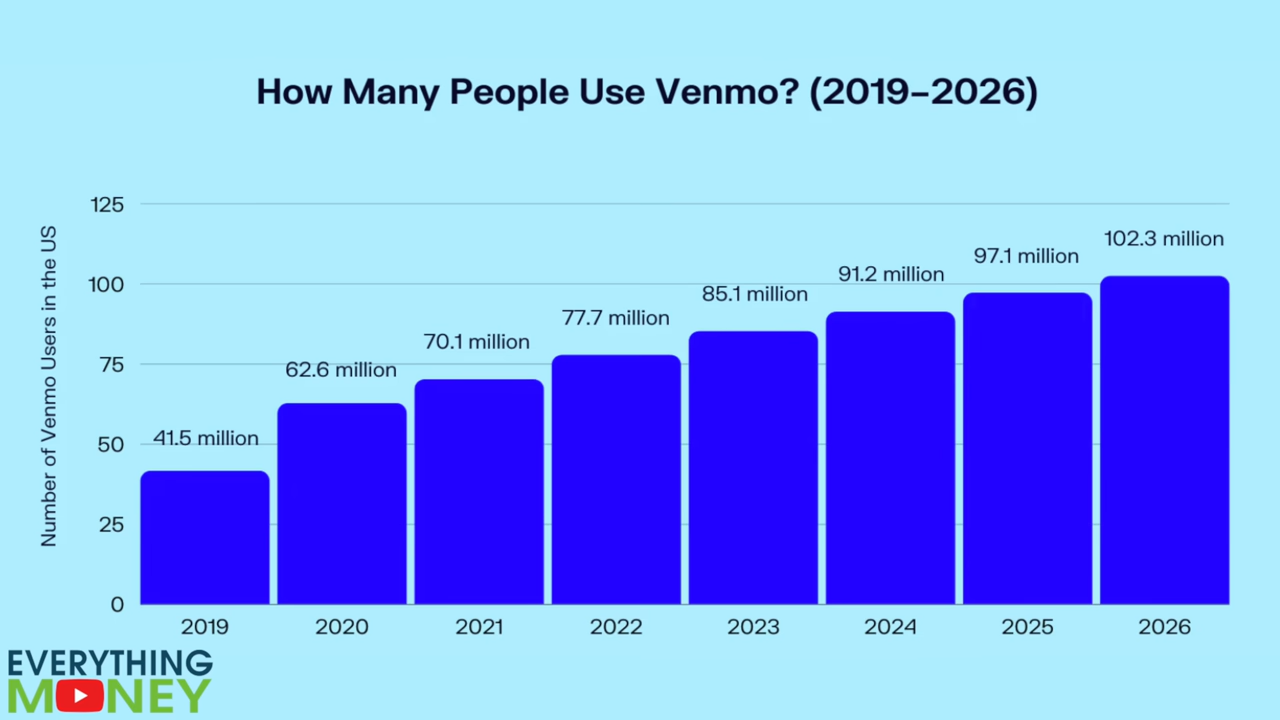 How Many People Use Venmo? (2019–2026)
Number of Venmo Users in the US
125
100
75
50
25
0
41.5 million
62.6 million
70.1 million
77.7 million
85.1 million
91.2 million
97.1 million
102.3 million
2019
2020
2021
2022
2023
2024
2025
2026
EVERYTHING
MONEY